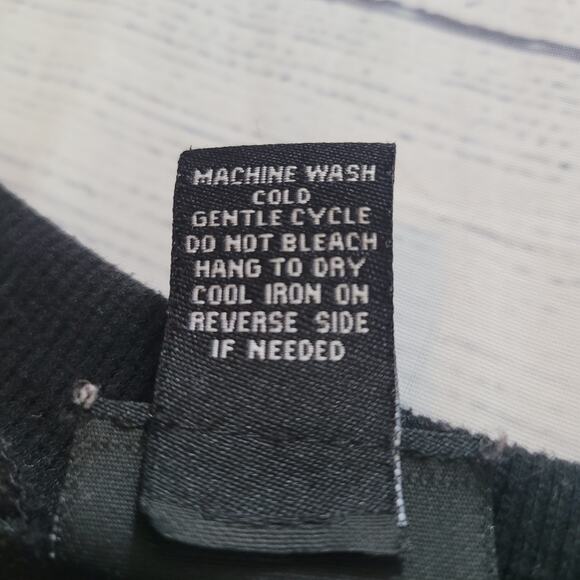 MACHINE WASH
COLD
GENTLE CYCLE
DO NOT BLEACH
HANG TO DRY
COOL IRON ON
REVERSE SIDE
IF NEEDED